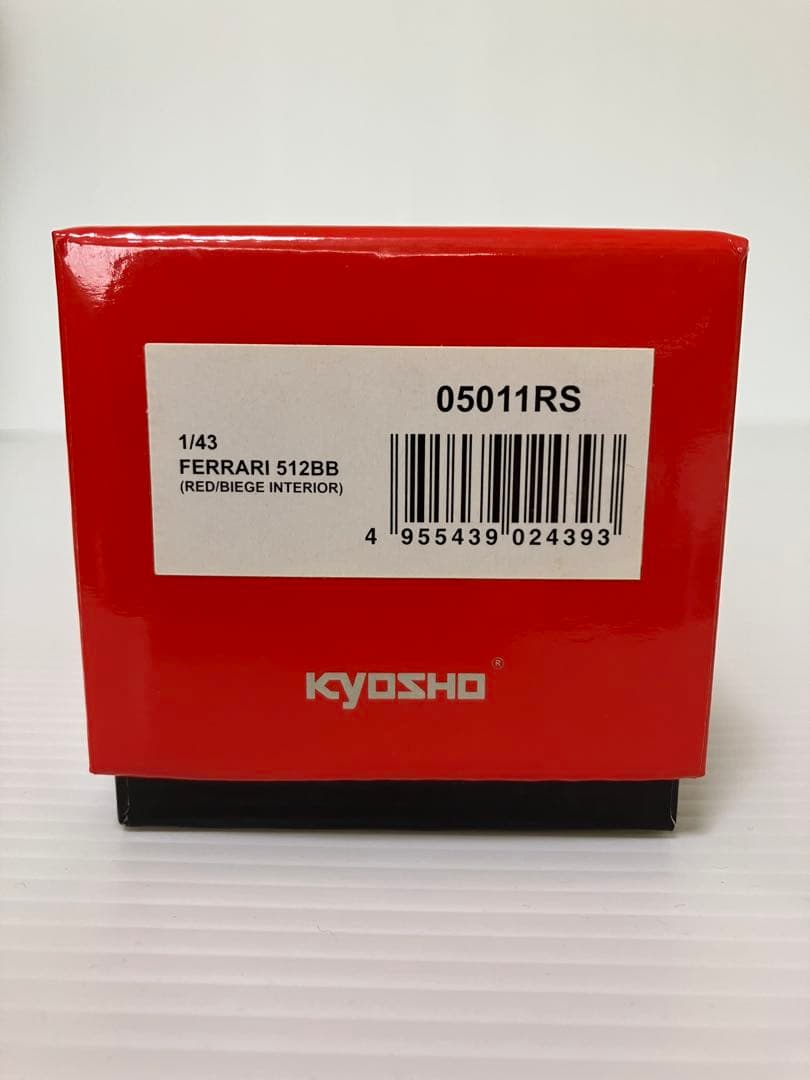 05011RS
1/43
FERRARI 512BB
(RED/BIEGE INTERIOR)
4 955439 024393
KYOSHO®